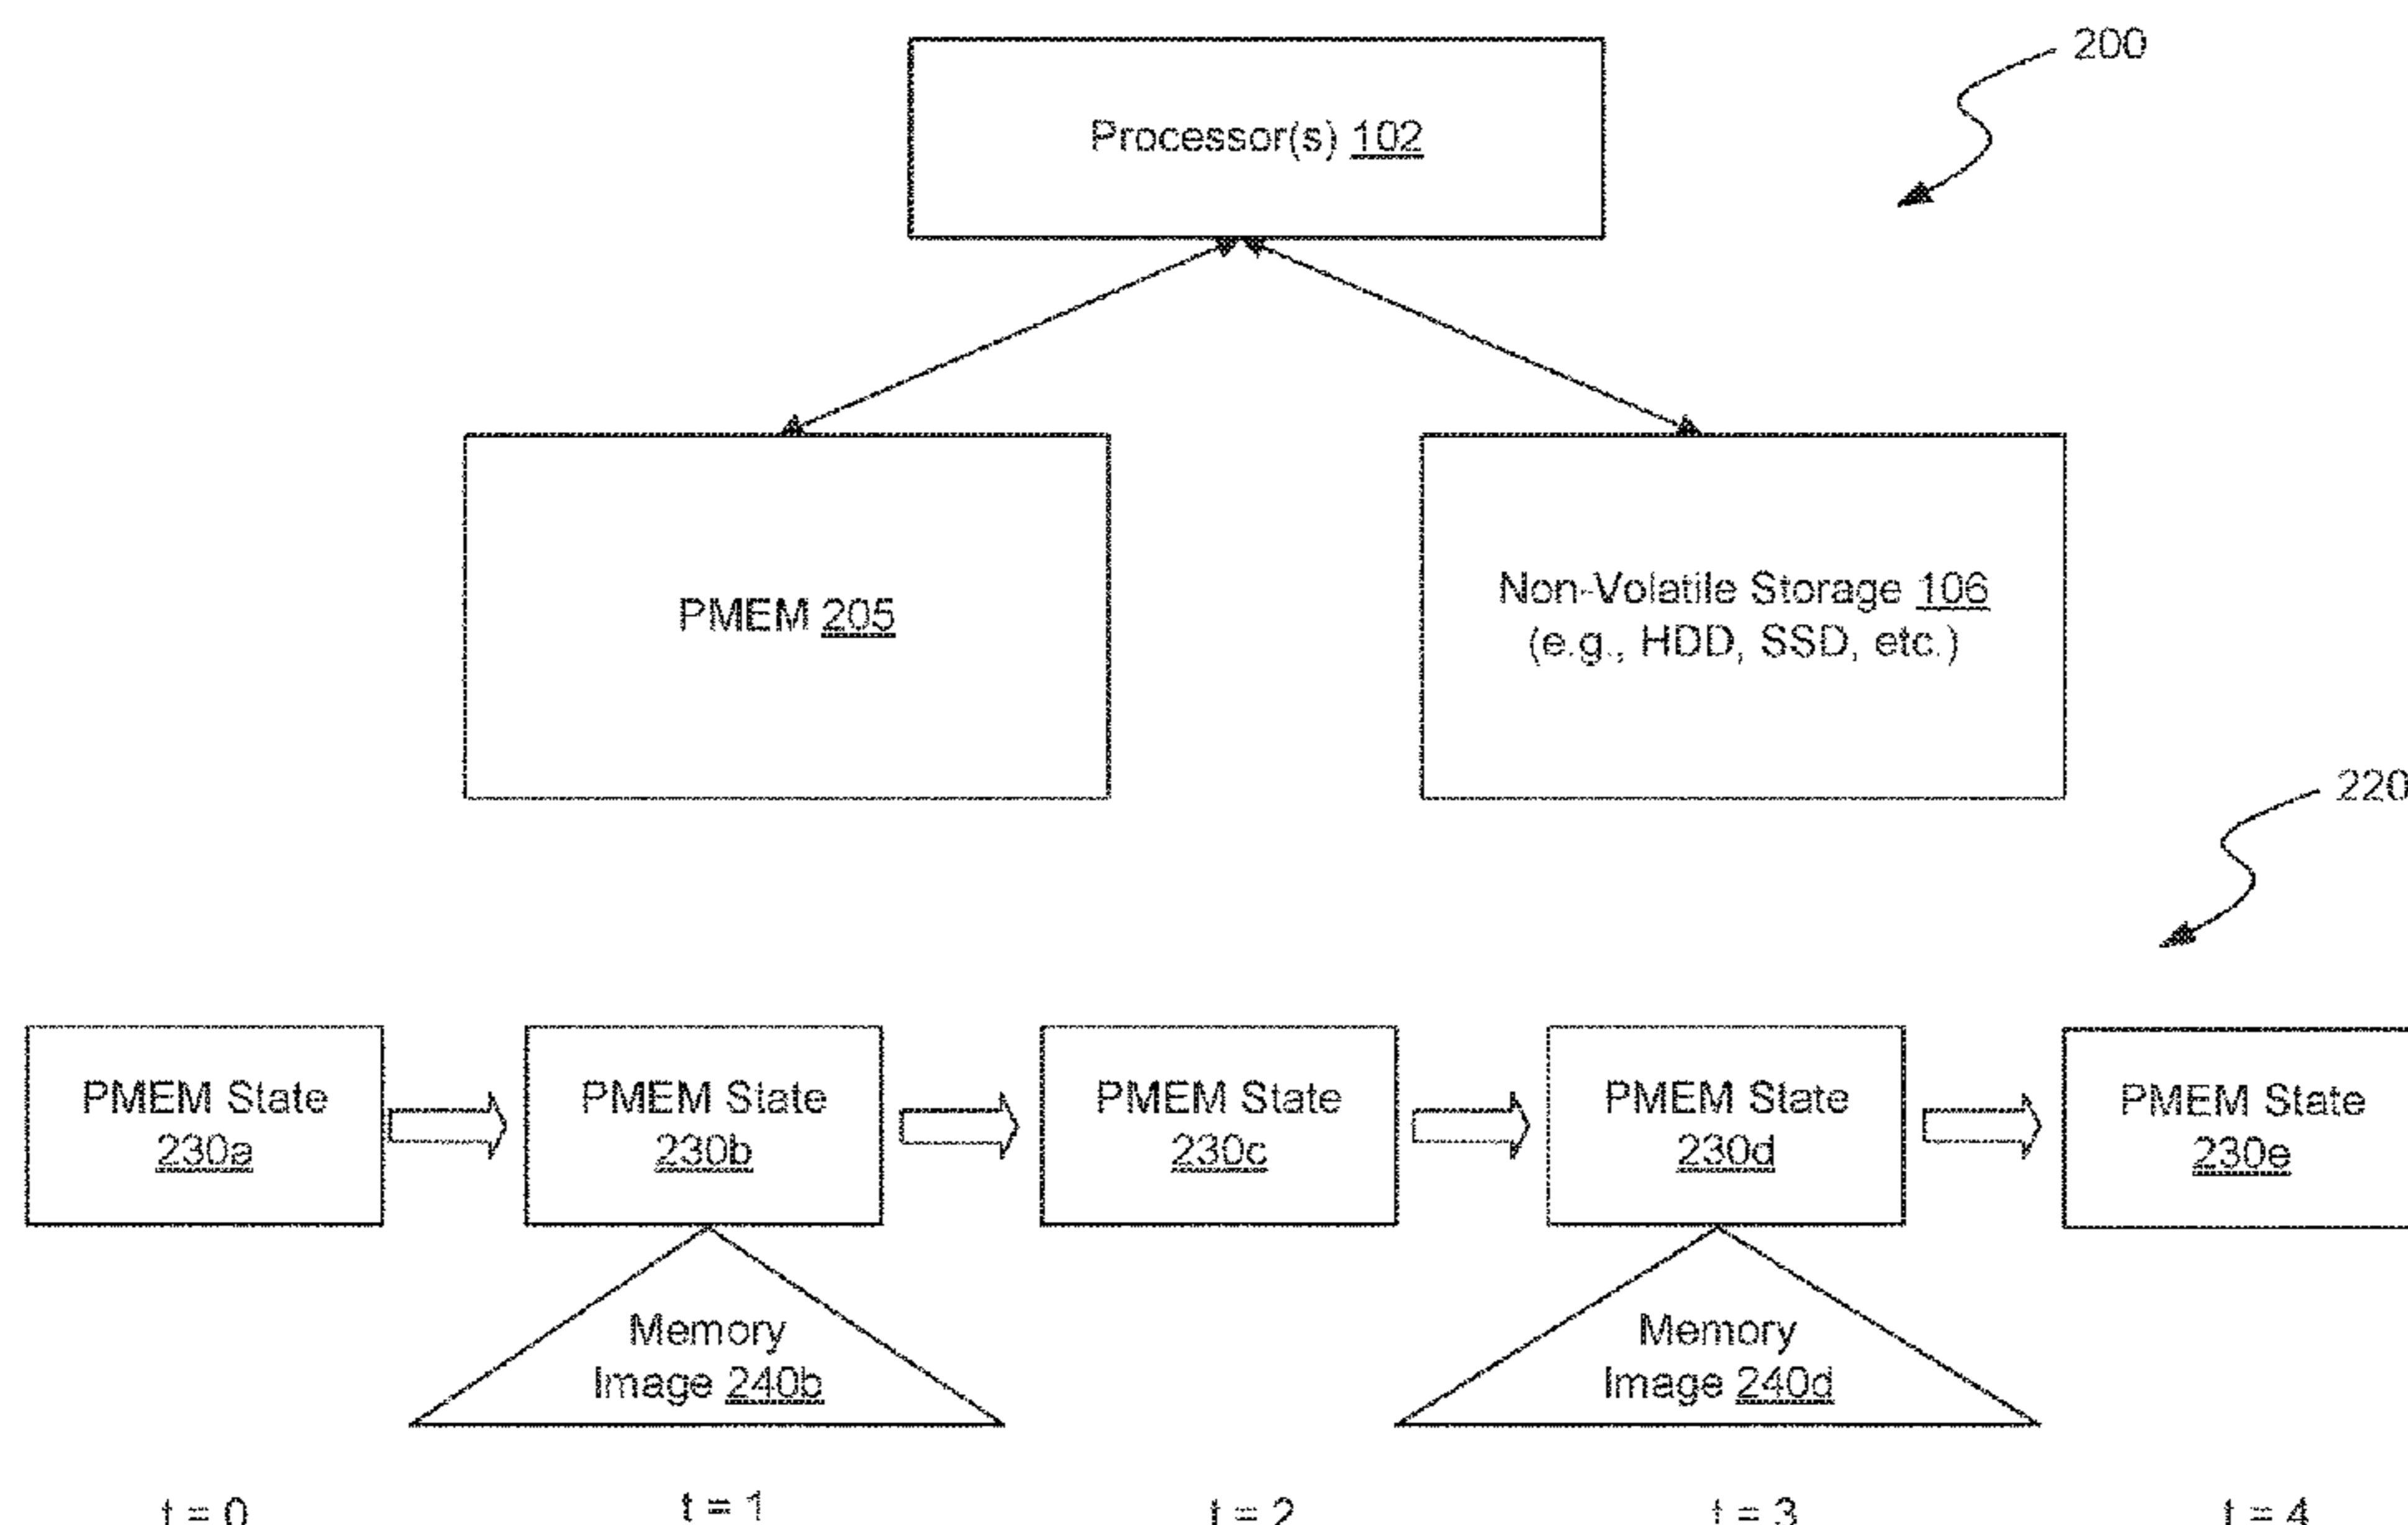 200
Processor(s) 102
PMEM 205
Non-Volatile Storage 106
(e.g., HDD, SSD, etc.)
220
PMEM State
230a
PMEM State
230b
PMEM State
230c
PMEM State
230d
PMEM State
230e
Memory
Image 240b
Memory
Image 240d
t = 0
t = 1
t = 2
t = 3
t = 4